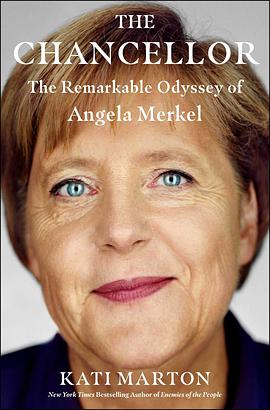 THE
CHANCELLOR
The Remarkable Odyssey of
Angela Merkel
KATI MARTON
New York Times Bestselling Author of Enemies of the People